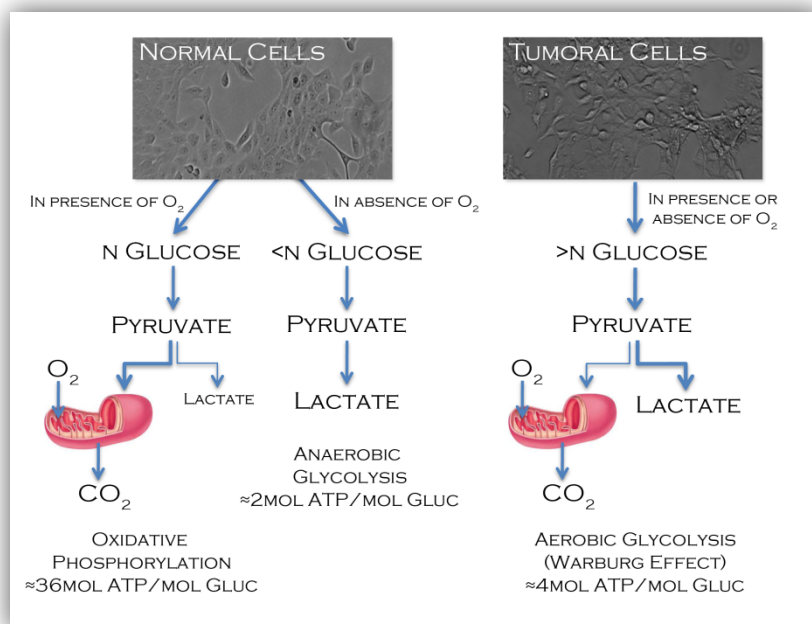 NORMAL CELLS
IN PRESENCE OF O₂
IN ABSENCE OF O₂
N GLUCOSE
<N GLUCOSE
PYRUVATE
PYRUVATE
O₂
LACTATE
LACTATE
CO₂
ANAEROBIC
GLYCOLYSIS
≈2MOL ATP/MOL GLUC
OXIDATIVE
PHOSPHORYLATION
≈36MOL ATP/MOL GLUC
TUMORAL CELLS
IN PRESENCE OR
ABSENCE OF O₂
>N GLUCOSE
PYRUVATE
O₂
LACTATE
CO₂
AEROBIC GLYCOLYSIS
(WARBURG EFFECT)
≈4MOL ATP/MOL GLUC